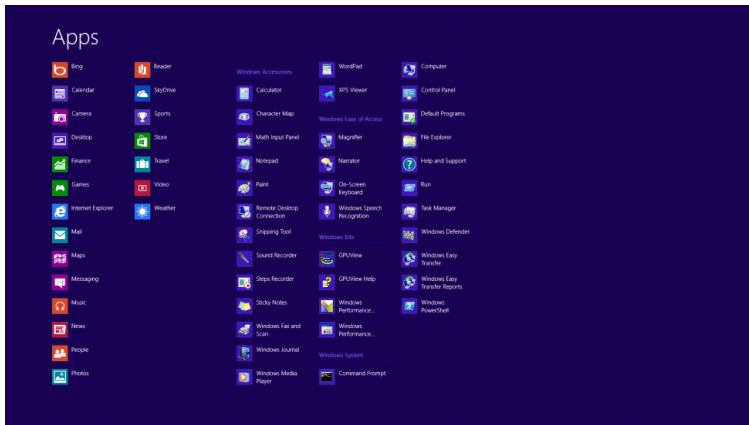 Apps
Bing
Calendar
Camera
Desktop
Finance
Games
Internet Explorer
Mail
Maps
Messaging
Music
News
People
Photos
Reader
SkyDrive
Sports
Store
Travel
Video
Weather
Windows Accessories
Calculator
Character Map
Math Input Panel
Notepad
Paint
Remote Desktop
Connection
Snipping Tool
Sound Recorder
Steps Recorder
Sticky Notes
Windows Fax and
Scan
Windows Journal
Windows Media
Player
WordPad
XPS Viewer
Windows Ease of Access
Magnifier
Narrator
On-Screen
Keyboard
Windows Speech
Recognition
Windows Kits
GPUView
GPUView Help
Windows
Performance...
Windows
Performance...
Windows System
Command Prompt
Computer
Control Panel
Default Programs
File Explorer
Help and Support
Run
Task Manager
Windows Defender
Windows Easy
Transfer
Windows Easy
Transfer Reports
Windows
PowerShell